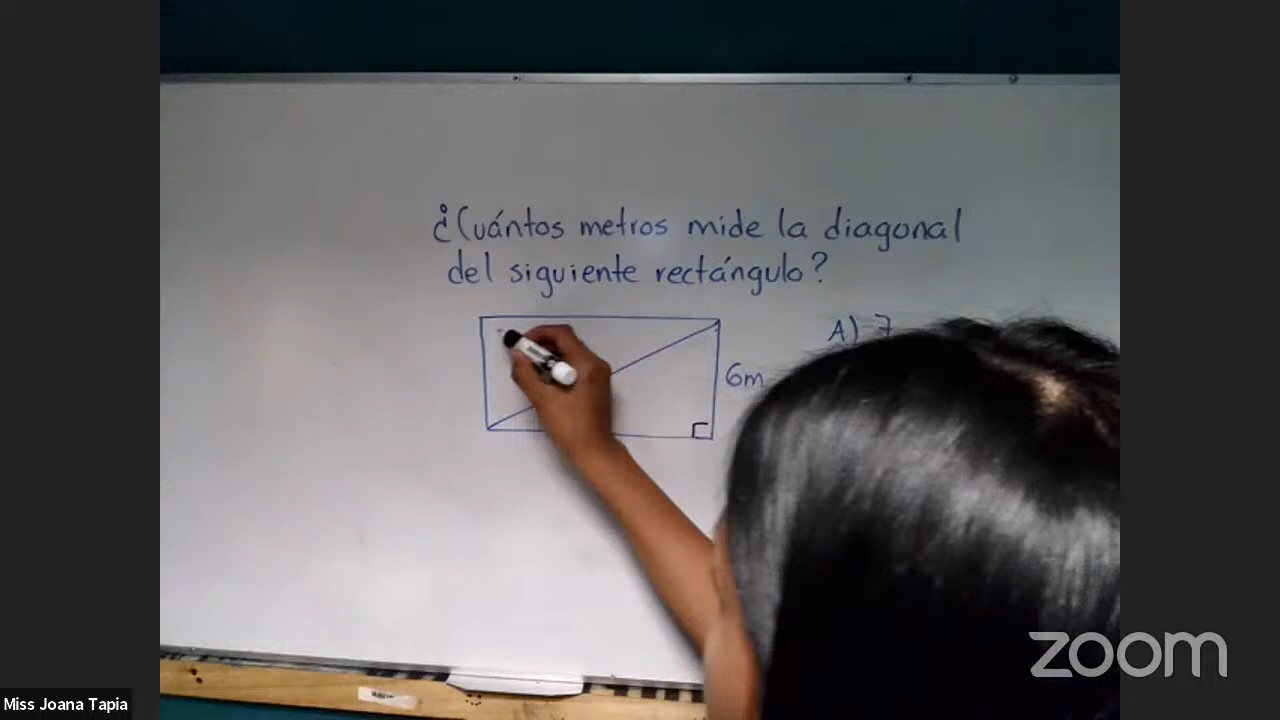 ¿Cuántos metros mide la diagonal
del siguiente rectángulo?
A) 7
6m
zoom
Miss Joana Tapia